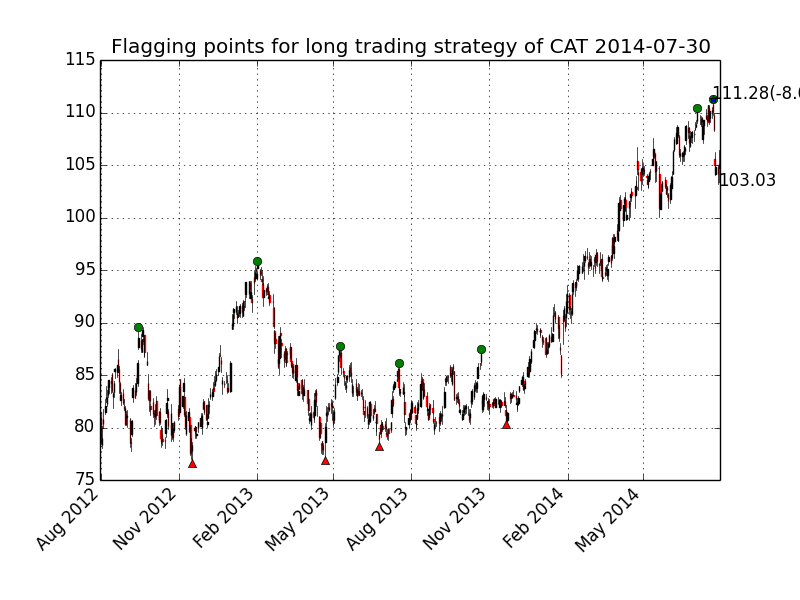 Flagging points for long trading strategy of CAT 2014-07-30
115
110
105
100
95
90
85
80
75
111.28(-8.
103.03
Aug 2012
Nov 2012
Feb 2013
May 2013
Aug 2013
Nov 2013
Feb 2014
May 2014